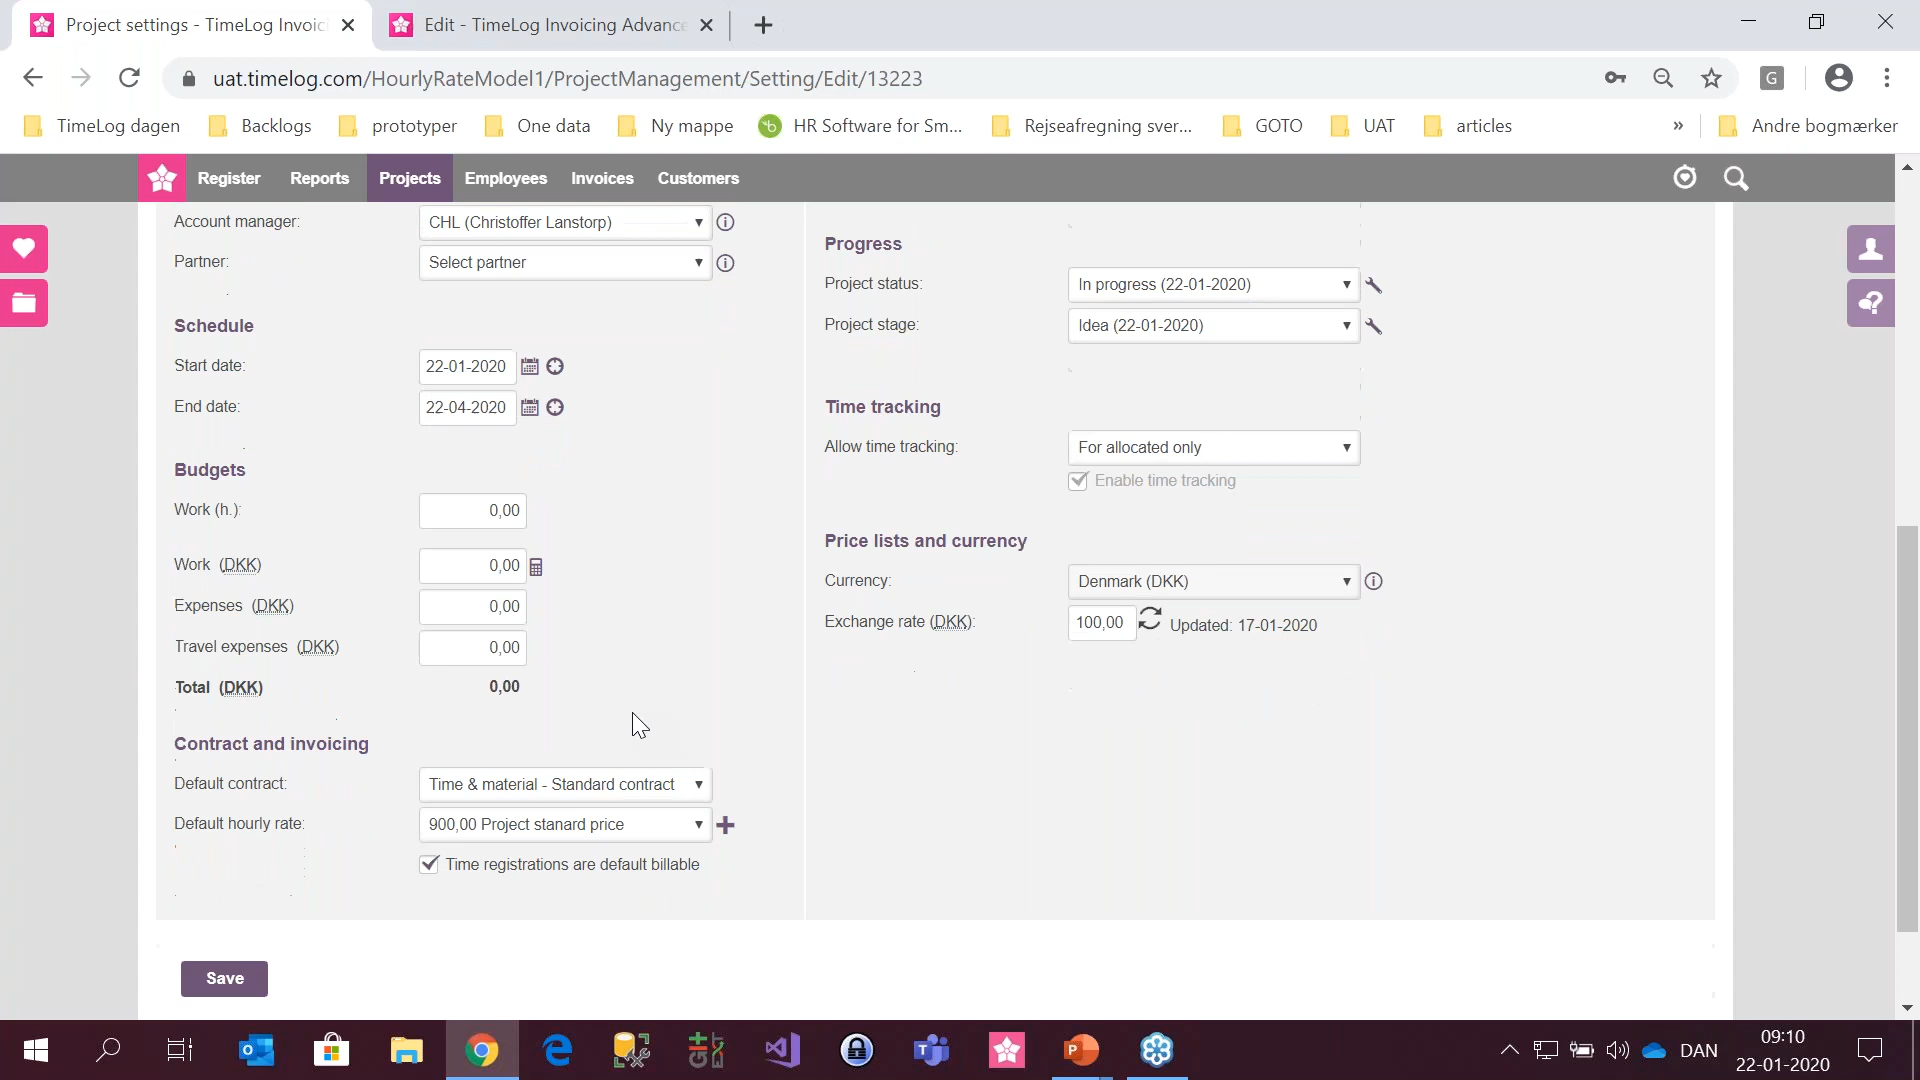 Project settings - TimeLog Invoici
Edit - TimeLog Invoicing Advance
uat.timelog.com/HourlyRateModel1/ProjectManagement/Setting/Edit/13223
G
TimeLog dagen
Backlogs
prototyper
One data
Ny mappe
HR Software for Sm...
Rejseafregning sver...
GOTO
UAT
articles
»
Andre bogmærker
Register
Reports
Projects
Employees
Invoices
Customers
Account manager:
CHL (Christoffer Lanstorp)
Partner:
Select partner
Schedule
Start date:
22-01-2020
End date:
22-04-2020
Budgets
Work (h.):
0,00
Work (DKK)
0,00
Expenses (DKK)
0,00
Travel expenses (DKK)
0,00
Total (DKK)
0,00
Contract and invoicing
Default contract:
Time & material - Standard contract
Default hourly rate:
900,00 Project stanard price
Time registrations are default billable
Progress
Project status:
In progress (22-01-2020)
Project stage:
Idea (22-01-2020)
Time tracking
Allow time tracking:
For allocated only
Enable time tracking
Price lists and currency
Currency:
Denmark (DKK)
Exchange rate (DKK):
100,00
Updated: 17-01-2020
Save
DAN
09:10
22-01-2020